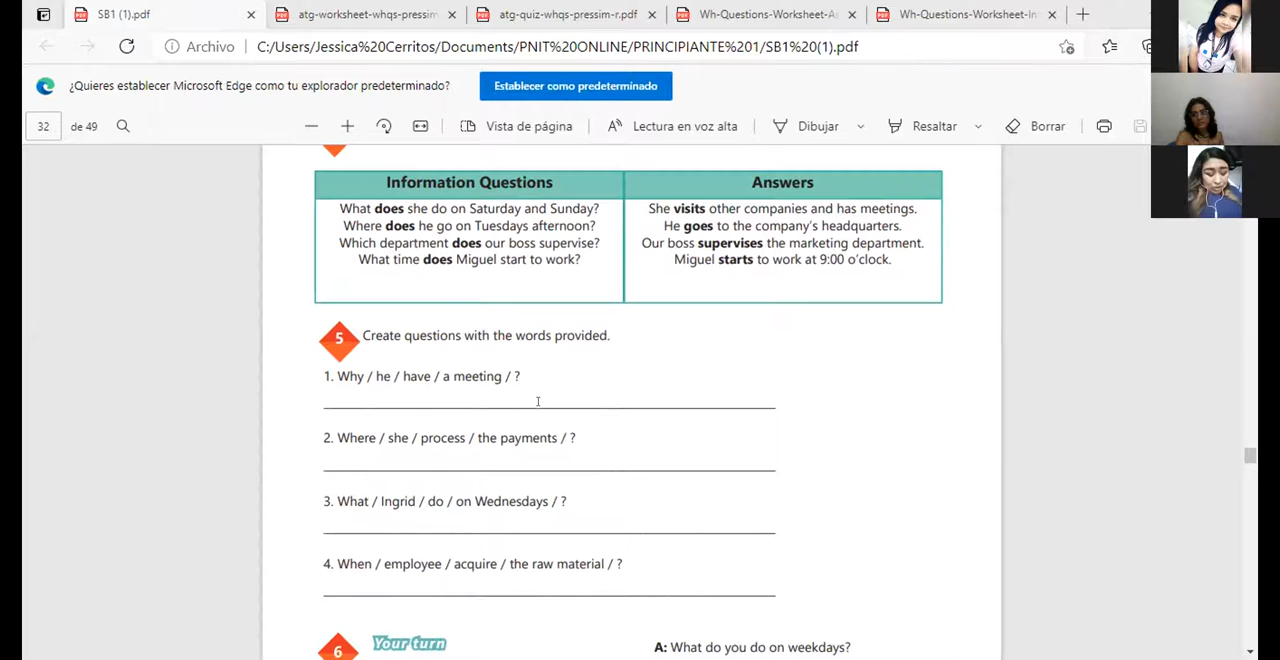 SB1 (1).pdf
atg-worksheet-whqs-pressim
atg-quiz-whqs-pressim-r.pdf
Wh-Questions-Worksheet-A
Wh-Questions-Worksheet-In
Archivo
C:/Users/Jessica%20Cerritos/Documents/PNIT%20ONLINE/PRINCIPIANTE%201/SB1%20(1).pdf
¿Quieres establecer Microsoft Edge como tu explorador predeterminado?
Establecer como predeterminado
32 de 49
Vista de página
Lectura en voz alta
Dibujar
Resaltar
Borrar
Information Questions
Answers
What does she do on Saturday and Sunday?
She visits other companies and has meetings.
Where does he go on Tuesdays afternoon?
He goes to the company's headquarters.
Which department does our boss supervise?
Our boss supervises the marketing department.
What time does Miguel start to work?
Miguel starts to work at 9:00 o'clock.
5 Create questions with the words provided.
1. Why / he / have / a meeting / ?
2. Where / she / process / the payments / ?
3. What / Ingrid / do / on Wednesdays / ?
4. When / employee / acquire / the raw material / ?
6 Your turn
A: What do you do on weekdays?